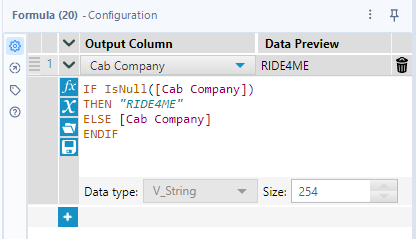 Formula (20) - Configuration
Output Column Data Preview
1 Cab Company RIDE4ME
fx IF IsNull([Cab Company])
X THEN "RIDE4ME"
ELSE [Cab Company]
ENDIF
Data type: V_String Size: 254